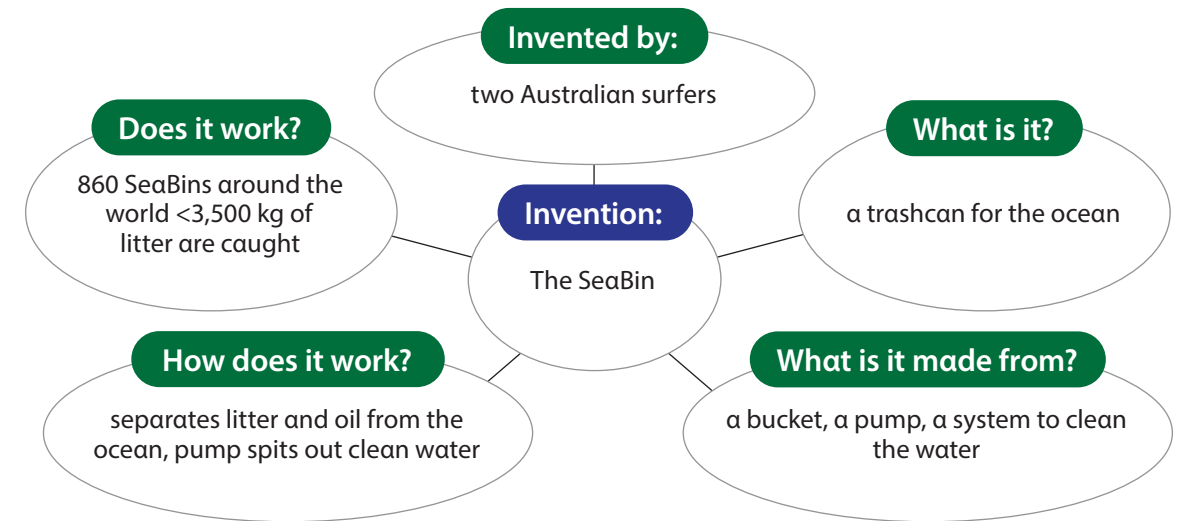 Invented by:
two Australian surfers
Does it work?
860 SeaBins around the
world <3,500 kg of
litter are caught
What is it?
a trashcan for the ocean
Invention:
The SeaBin
How does it work?
separates litter and oil from the
ocean, pump spits out clean water
What is it made from?
a bucket, a pump, a system to clean
the water